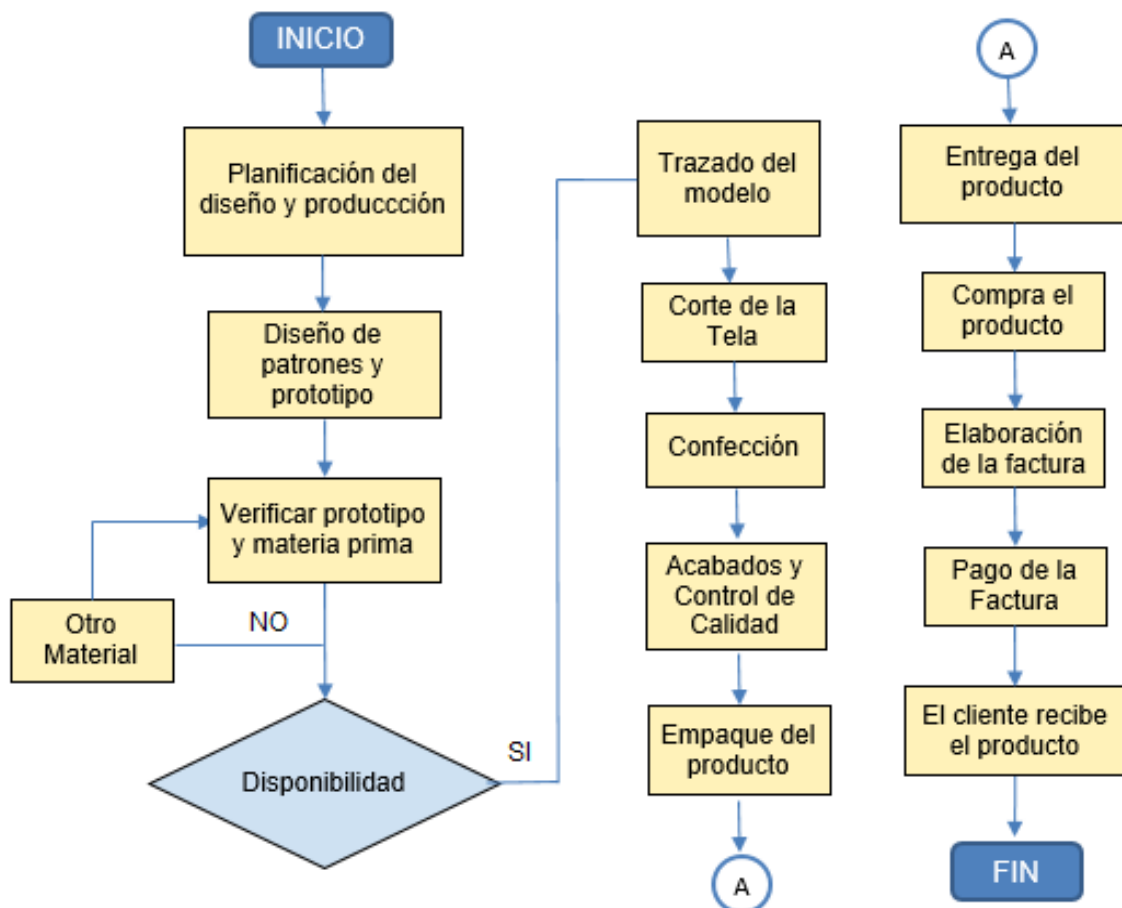 INICIO
Planificación del
diseño y produccción
Diseño de
patrones y
prototipo
Verificar prototipo
y materia prima
Otro
Material
NO
Disponibilidad
SI
Trazado del
modelo
Corte de la
Tela
Confección
Acabados y
Control de
Calidad
Empaque del
producto
A
A
Entrega del
producto
Compra el
producto
Elaboración
de la factura
Pago de la
Factura
El cliente recibe
el producto
FIN